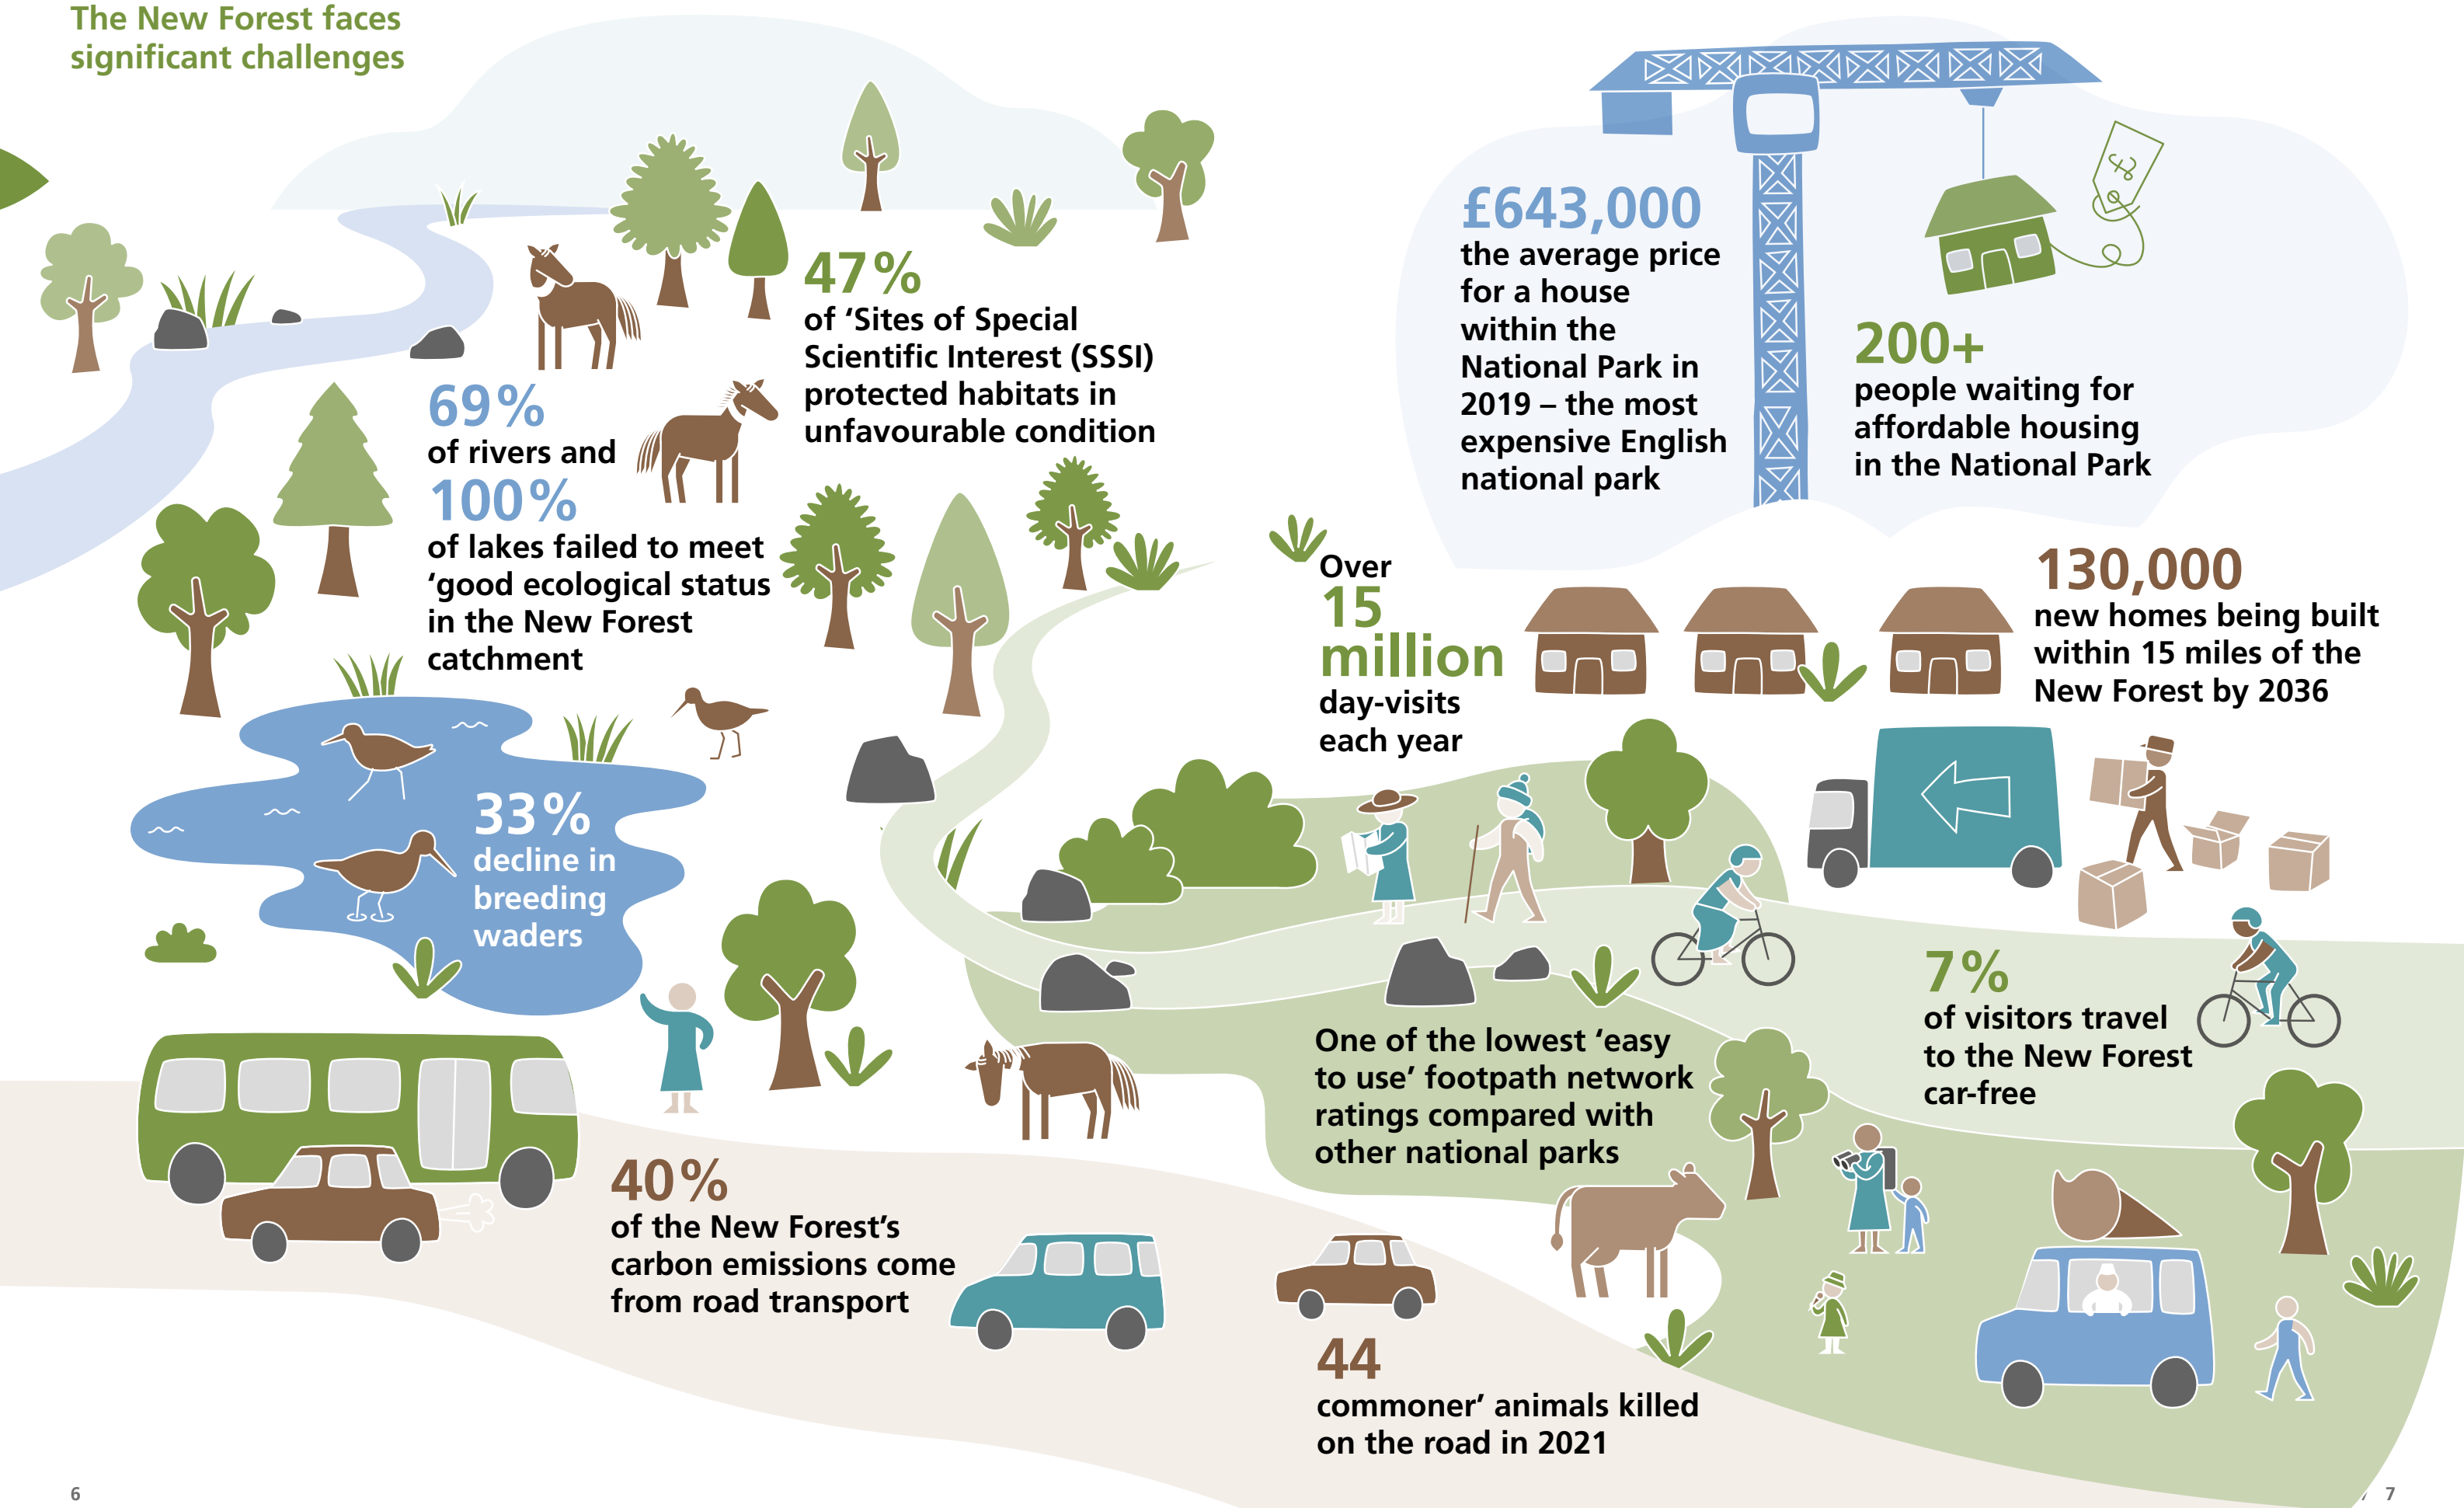 The New Forest faces
significant challenges
47%
of ‘Sites of Special
Scientific Interest (SSSI)
protected habitats in
unfavourable condition
69%
of rivers and
100%
of lakes failed to meet
‘good ecological status
in the New Forest
catchment
33%
decline in
breeding
waders
40%
of the New Forest’s
carbon emissions come
from road transport
£643,000
the average price
for a house
within the
National Park in
2019 – the most
expensive English
national park
£
200+
people waiting for
affordable housing
in the National Park
Over
15
million
day-visits
each year
130,000
new homes being built
within 15 miles of the
New Forest by 2036
7%
of visitors travel
to the New Forest
car-free
One of the lowest ‘easy
to use’ footpath network
ratings compared with
other national parks
44
commoner’ animals killed
on the road in 2021
6
7